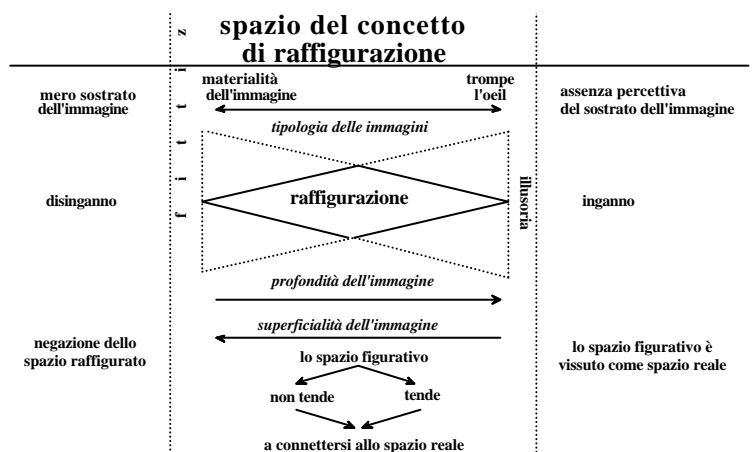 spazio del concetto
di raffigurazione
f i t t i z
mero sostrato
dell'immagine
materialità
dell'immagine
trompe
l'oeil
assenza percettiva
del sostrato dell'immagine
tipologia delle immagini
disinganno
raffigurazione
illusoria
inganno
profondità dell'immagine
superficialità dell'immagine
negazione dello
spazio raffigurato
lo spazio figurativo
lo spazio figurativo è
vissuto come spazio reale
non tende
tende
a connettersi allo spazio reale